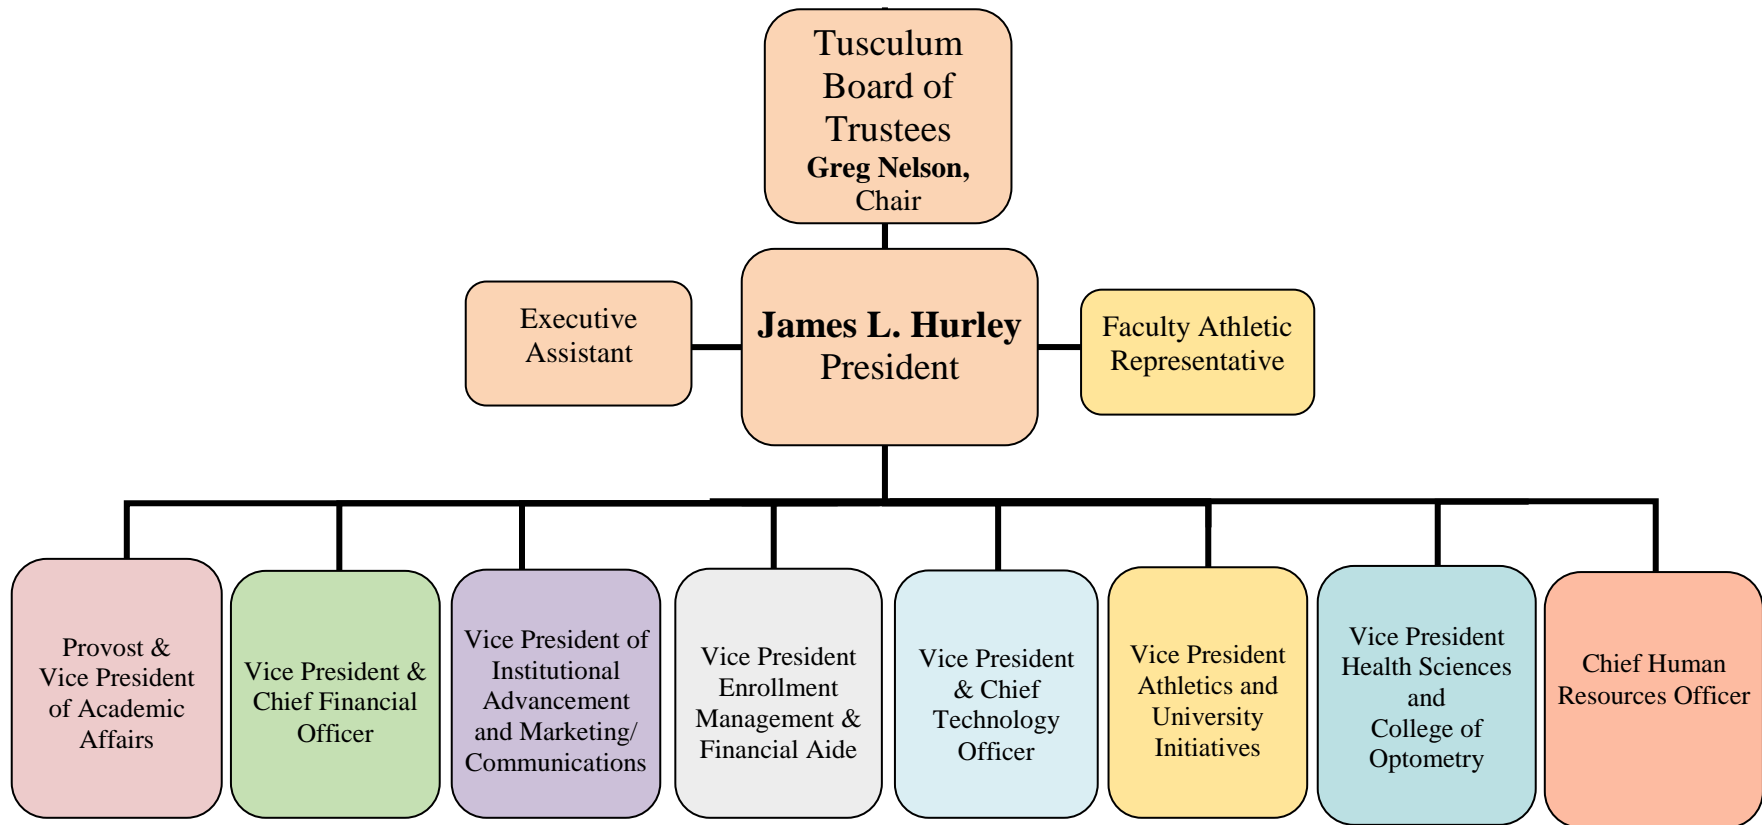 Tusculum
Board of
Trustees
Greg Nelson,
Chair
Executive
Assistant
James L. Hurley
President
Faculty Athletic
Representative
Provost &
Vice President
of Academic
Affairs
Vice President &
Chief Financial
Officer
Vice President of
Institutional
Advancement
and Marketing/
Communications
Vice President
Enrollment
Management &
Financial Aide
Vice President
& Chief
Technology
Officer
Vice President
Athletics and
University
Initiatives
Vice President
Health Sciences
and
College of
Optometry
Chief Human
Resources Officer